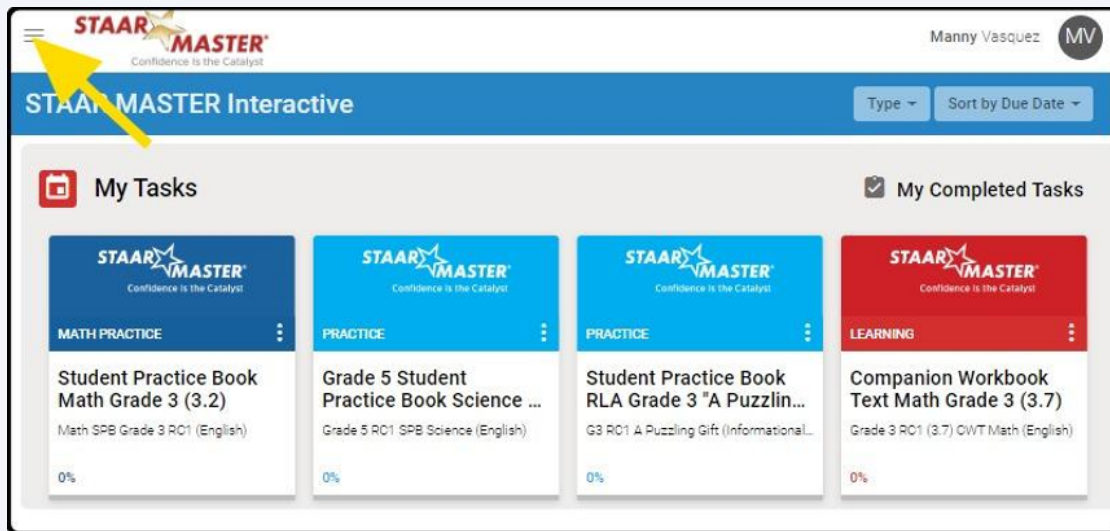 STAAR
MASTER®
Confidence is the Catalyst
Manny Vasquez
MV
STAAR MASTER Interactive
Type
Sort by Due Date
My Tasks
My Completed Tasks
STAAR
MASTER®
Confidence is the Catalyst
MATH PRACTICE
Student Practice Book
Math Grade 3 (3.2)
Math SPB Grade 3 RC1 (English)
0%
STAAR
MASTER®
Confidence is the Catalyst
PRACTICE
Grade 5 Student
Practice Book Science ...
Grade 5 RC1 SPB Science (English)
0%
STAAR
MASTER®
Confidence is the Catalyst
PRACTICE
Student Practice Book
RLA Grade 3 "A Puzzlin...
G3 RC1 A Puzzling Gift (Informational...
0%
STAAR
MASTER®
Confidence is the Catalyst
LEARNING
Companion Workbook
Text Math Grade 3 (3.7)
Grade 3 RC1 (3.7) CWT Math (English)
0%